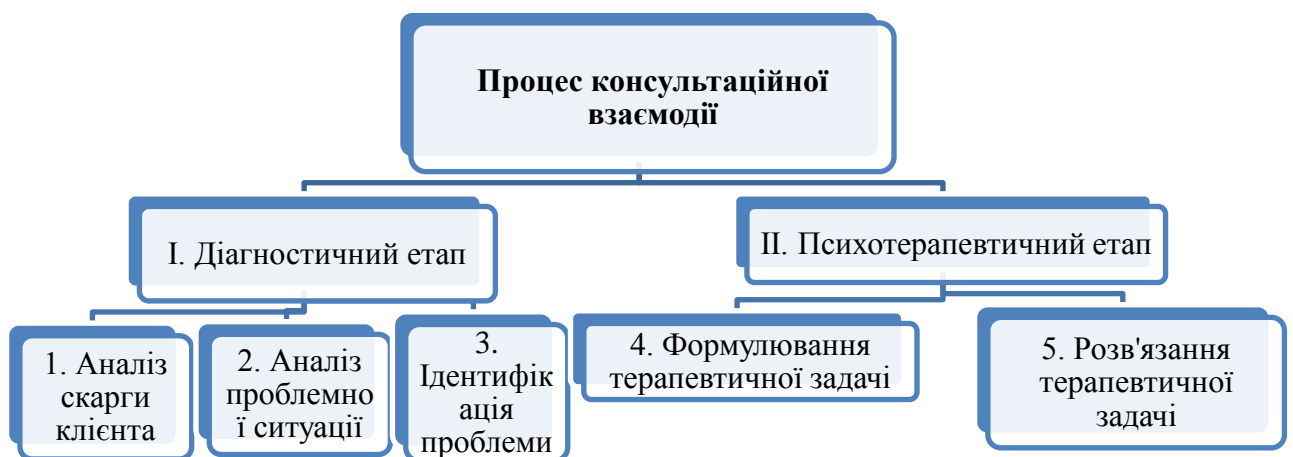 Процес консультаційної
взаємодії
І. Діагностичний етап
ІІ. Психотерапевтичний етап
1. Аналіз
скарги
клієнта
2. Аналіз
проблемно
ї ситуації
3.
Ідентифік
ація
проблеми
4. Формулювання
терапевтичної задачі
5. Розв'язання
терапевтичної
задачі